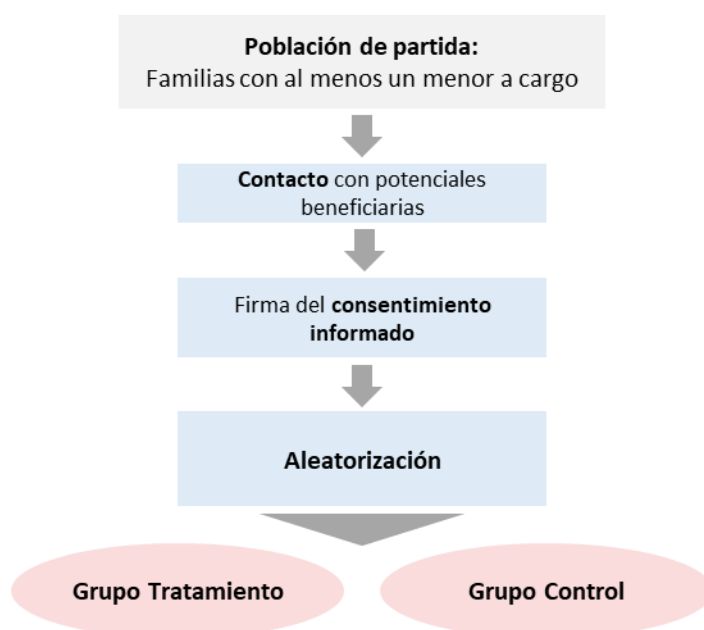 Población de partida:
Familias con al menos un menor a cargo
Contacto con potenciales
beneficiarias
Firma del consentimiento
informado
Aleatorización
Grupo Tratamiento
Grupo Control